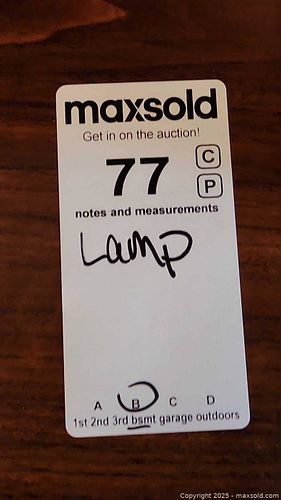 maxsold
Get in on the auction!
77
C
P
notes and measurements
Lamp
A B C D
1st 2nd 3rd bsmt garage outdoors
Copyright 2025 - maxsold.com